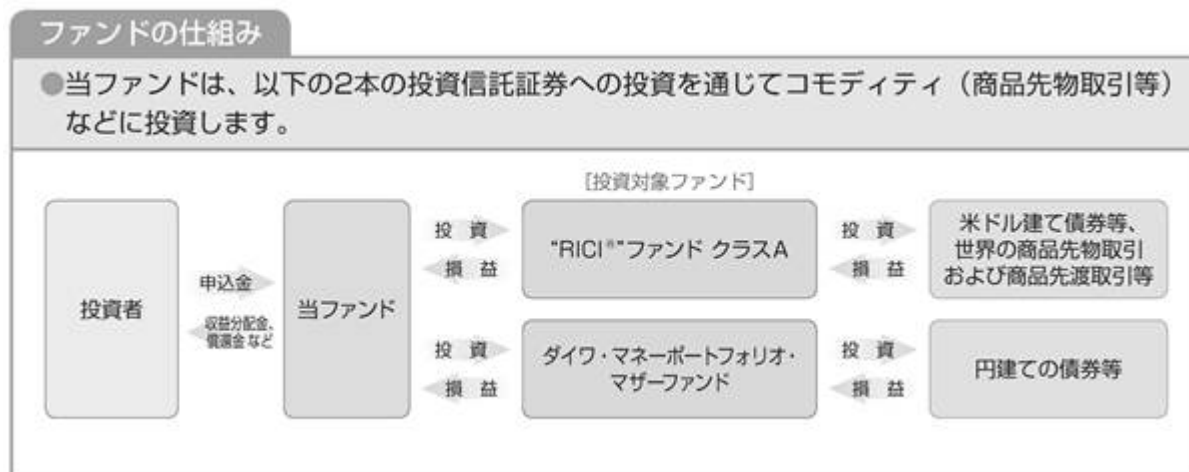 ファンドの仕組み
●当ファンドは、以下の2本の投資信託証券への投資を通じてコモディティ（商品先物取引等）
などに投資します。
［投資対象ファンド］
投資者
申込金
収益分配金、
償還金 など
当ファンド
投 資
損 益
"RICI®"ファンド クラスA
投 資
損 益
米ドル建て債券等、
世界の商品先物取引
および商品先渡取引等
投 資
損 益
ダイワ・マネーポートフォリオ・
マザーファンド
投 資
損 益
円建ての債券等